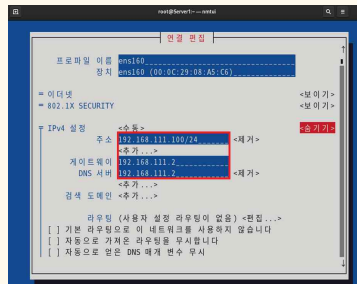 root@Server1:~ — nmtui
연결 편집
프로파일 이름 ens160
장치 ens160 (00:0C:29:08:A5:C6)
= 이더넷 <보이기>
= 802.1X SECURITY <보이기>
= IPv4 설정 <수동> <숨기기>
주소 192.168.111.100/24 <제거>
<추가...>
게이트웨이 192.168.111.2
DNS 서버 192.168.111.2 <제거>
<추가...>
검색 도메인 <추가...>
라우팅 (사용자 설정 라우팅이 없음) <편집...>
[ ] 기본 라우팅으로 이 네트워크를 사용하지 않습니다
[ ] 자동으로 가져온 라우팅을 무시합니다
[ ] 자동으로 얻은 DNS 매개 변수 무시